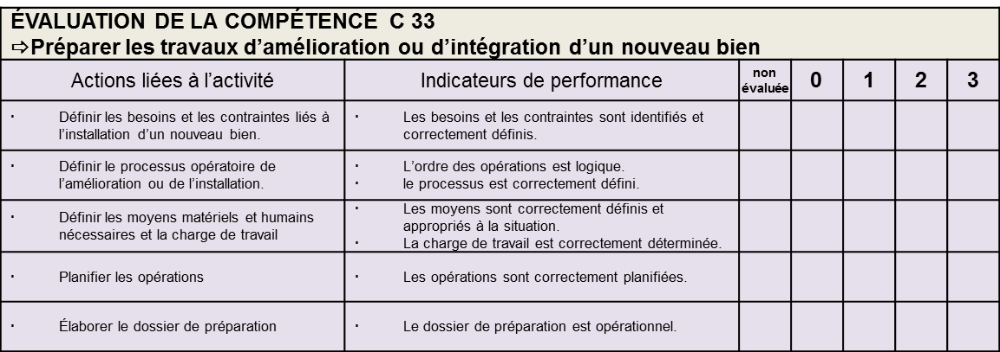 ÉVALUATION DE LA COMPÉTENCE C 33
⇨Préparer les travaux d’amélioration ou d’intégration d’un nouveau bien
Actions liées à l’activité
Indicateurs de performance
non
évaluée
0
1
2
3
· Définir les besoins et les contraintes liés à
l’installation d’un nouveau bien.
· Les besoins et les contraintes sont identifiés et
correctement définis.
· Définir le processus opératoire de
l’amélioration ou de l’installation.
· L’ordre des opérations est logique.
· le processus est correctement défini.
· Définir les moyens matériels et humains
nécessaires et la charge de travail
· Les moyens sont correctement définis et
appropriés à la situation.
· La charge de travail est correctement déterminée.
· Planifier les opérations
· Les opérations sont correctement planifiées.
· Élaborer le dossier de préparation
· Le dossier de préparation est opérationnel.